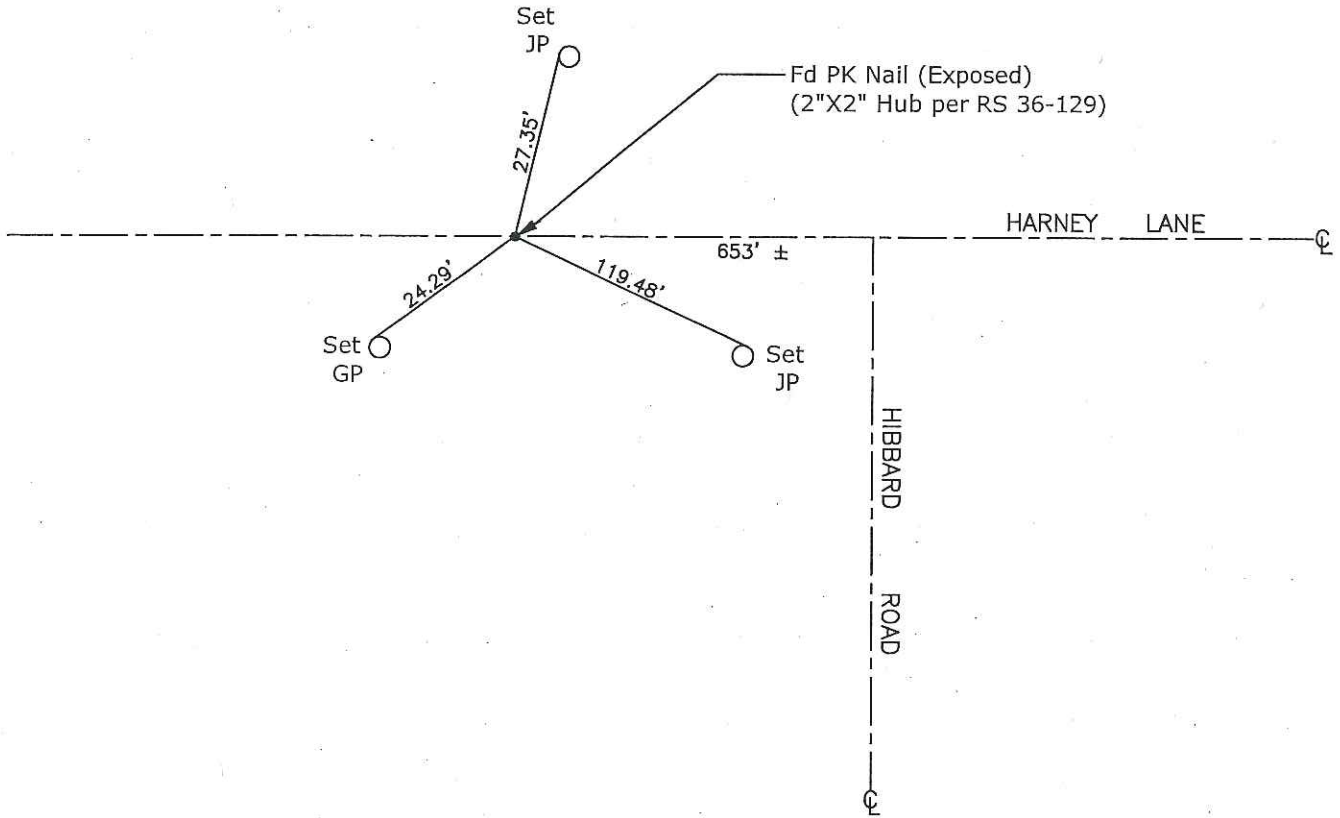 Set
JP
Fd PK Nail (Exposed)
(2"X2" Hub per RS 36-129)
27.35'
HARNEY LANE
℄
653' ±
24.29'
119.48'
Set
GP
Set
JP
HIBBARD ROAD
℄